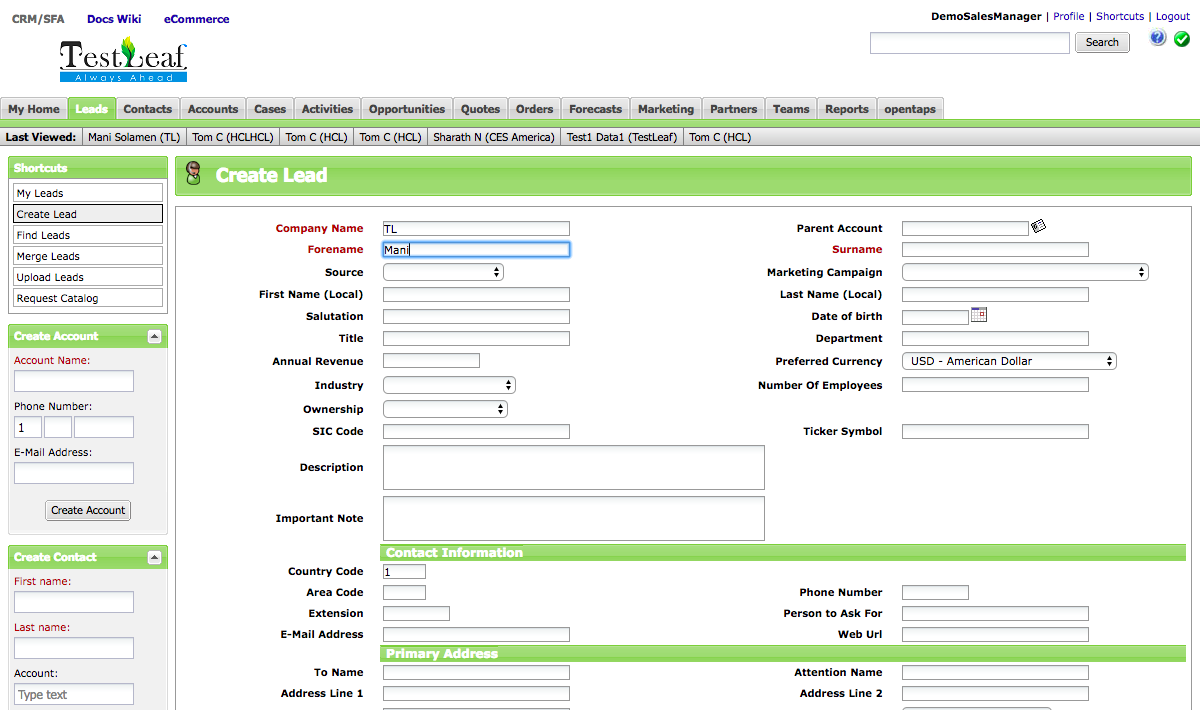 CRM/SFA Docs Wiki eCommerce
DemoSalesManager | Profile | Shortcuts | Logout
TestLeaf
Always Ahead
Search
My Home Leads Contacts Accounts Cases Activities Opportunities Quotes Orders Forecasts Marketing Partners Teams Reports opentaps
Last Viewed: Mani Solamen (TL) Tom C (HCLHCL) Tom C (HCL) Tom C (HCL) Sharath N (CES America) Test1 Data1 (TestLeaf) Tom C (HCL)
Shortcuts
My Leads
Create Lead
Find Leads
Merge Leads
Upload Leads
Request Catalog
Create Account
Account Name:
Phone Number:
1
E-Mail Address:
Create Account
Create Contact
First name:
Last name:
Account:
Type text
Create Lead
Company Name TL Parent Account
Forename Mani Surname
Source Marketing Campaign
First Name (Local) Last Name (Local)
Salutation Date of birth
Title Department
Annual Revenue Preferred Currency USD - American Dollar
Industry Number Of Employees
Ownership
SIC Code Ticker Symbol
Description
Important Note
Contact Information
Country Code 1
Area Code Phone Number
Extension Person to Ask For
E-Mail Address Web Url
Primary Address
To Name Attention Name
Address Line 1 Address Line 2